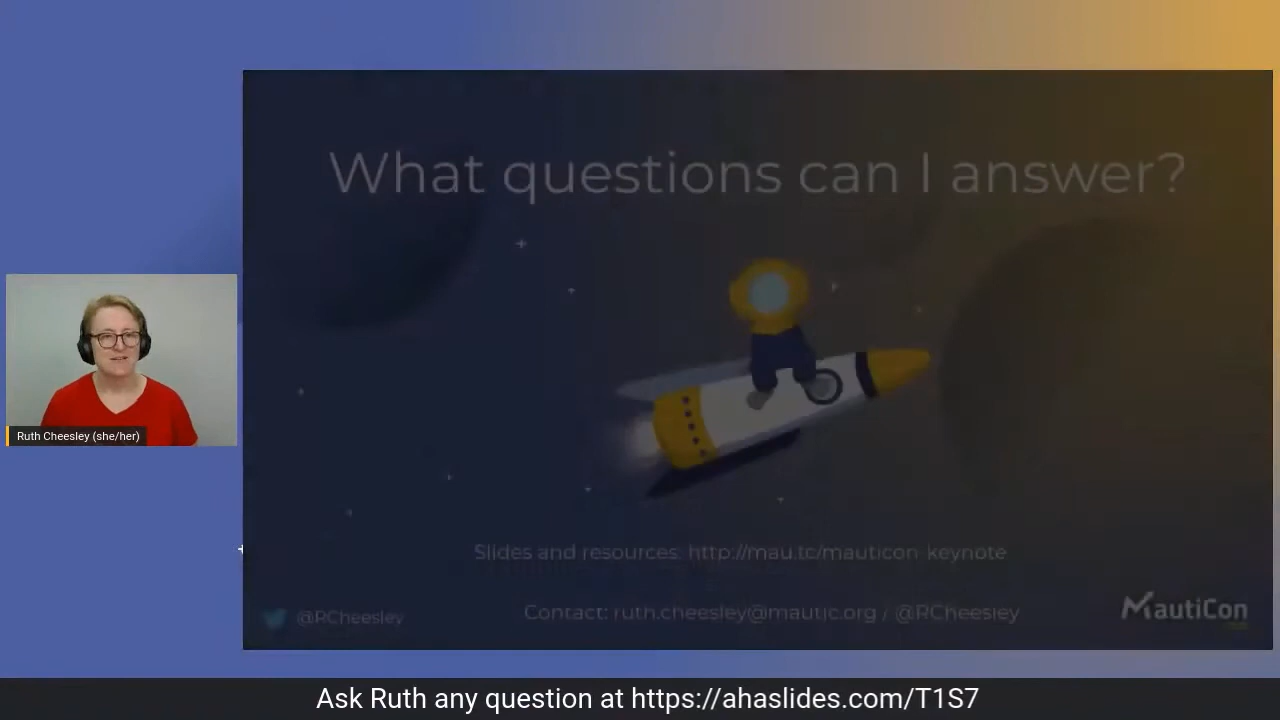 What questions can I answer?
Ruth Cheesley (she/her)
Slides and resources: http://mau.tc/mauticon-keynote
Contact: ruth.cheesley@mautic.org / @RCheesley
@RCheesley
MautiCon
Ask Ruth any question at https://ahaslides.com/T1S7